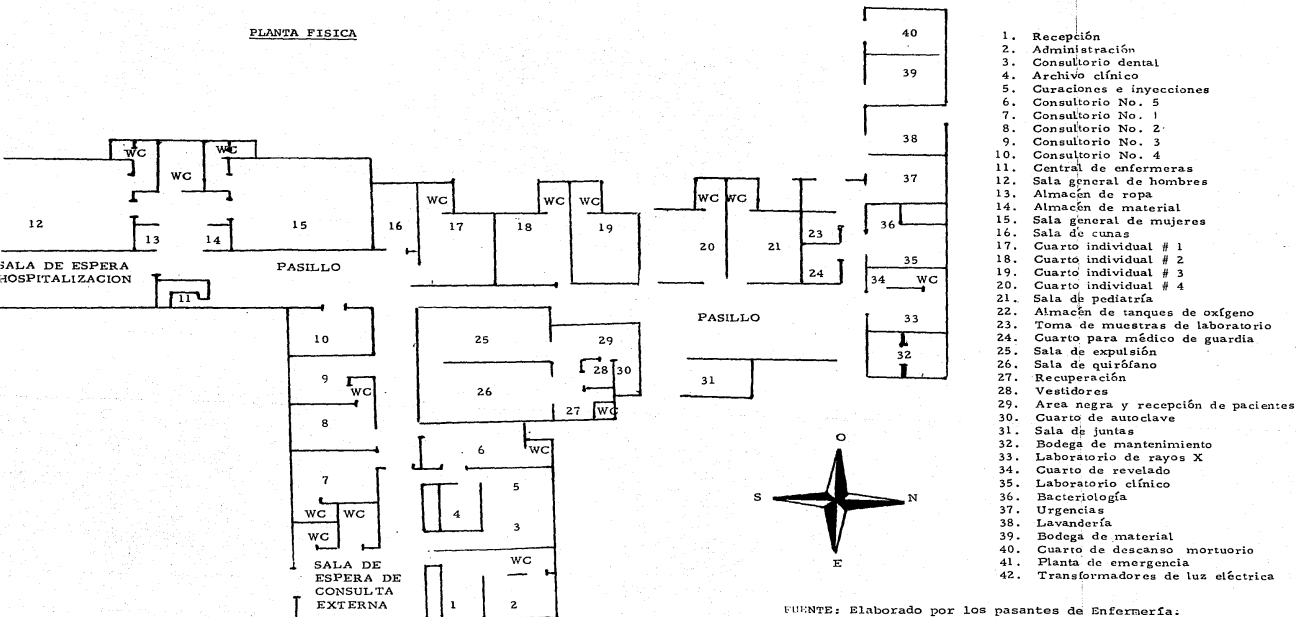 PLANTA FISICA
40
39
38
37
36
35
34 WC
33
32
WC WC
WC
12
13 14
15
16
WC
17
18
WC WC
19
WC WC
20
21
23
24
SALA DE ESPERA
HOSPITALIZACION
11
PASILLO
PASILLO
10
9
WC
8
7
WC WC
WC
SALA DE
ESPERA DE
CONSULTA
EXTERNA
25
26
29
28 30
27 WC
31
6
WC
5
4
3
WC
1
2
O
S N
E
1. Recepción
2. Administración
3. Consultorio dental
4. Archivo clínico
5. Curaciones e inyecciones
6. Consultorio No. 5
7. Consultorio No. 1
8. Consultorio No. 2
9. Consultorio No. 3
10. Consultorio No. 4
11. Central de enfermeras
12. Sala general de hombres
13. Almacén de ropa
14. Almacén de material
15. Sala general de mujeres
16. Sala de cunas
17. Cuarto individual # 1
18. Cuarto individual # 2
19. Cuarto individual # 3
20. Cuarto individual # 4
21. Sala de pediatría
22. Almacén de tanques de oxígeno
23. Toma de muestras de laboratorio
24. Cuarto para médico de guardia
25. Sala de expulsión
26. Sala de quirófano
27. Recuperación
28. Vestidores
29. Area negra y recepción de pacientes
30. Cuarto de autoclave
31. Sala de juntas
32. Bodega de mantenimiento
33. Laboratorio de rayos X
34. Cuarto de revelado
35. Laboratorio clínico
36. Bacteriología
37. Urgencias
38. Lavandería
39. Bodega de material
40. Cuarto de descanso mortuorio
41. Planta de emergencia
42. Transformadores de luz eléctrica
FUENTE: Elaborado por los pasantes de Enfermería.